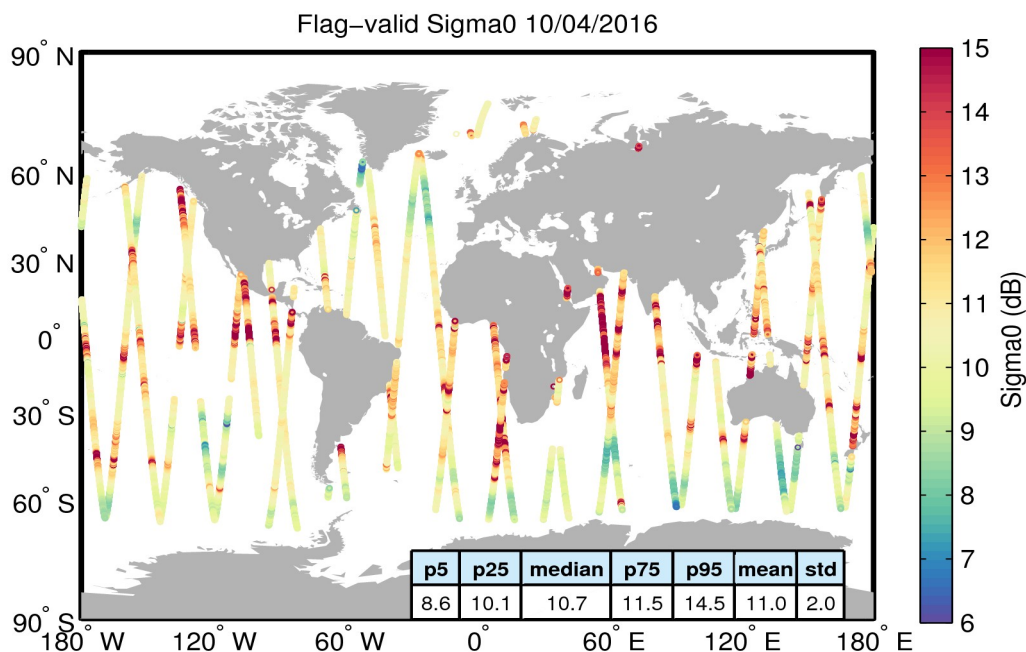 Flag−valid Sigma0 10/04/2016
90° N
60° N
30° N
0°
30° S
60° S
90° S
180° W
120° W
60° W
0°
60° E
120° E
180° E
p5 p25 median p75 p95 mean std
8.6 10.1 10.7 11.5 14.5 11.0 2.0
15
14
13
12
11
10
9
8
7
6
Sigma0 (dB)